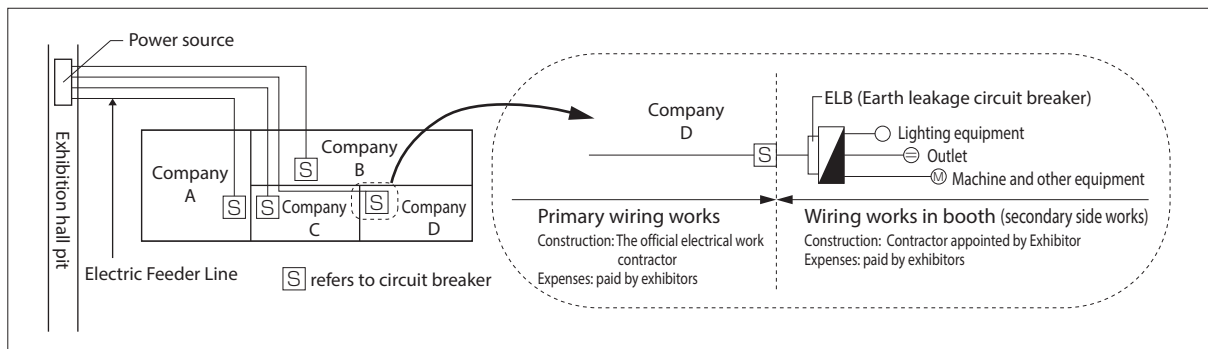 Power source
Exhibition hall pit
Electric Feeder Line
Company
A
S
Company
B
S
Company
C
S
Company
D
S
S refers to circuit breaker
Company
D
S
ELB (Earth leakage circuit breaker)
Lighting equipment
Outlet
M Machine and other equipment
Primary wiring works
Construction: The official electrical work
contractor
Expenses: paid by exhibitors
Wiring works in booth (secondary side works)
Construction: Contractor appointed by Exhibitor
Expenses: paid by exhibitors